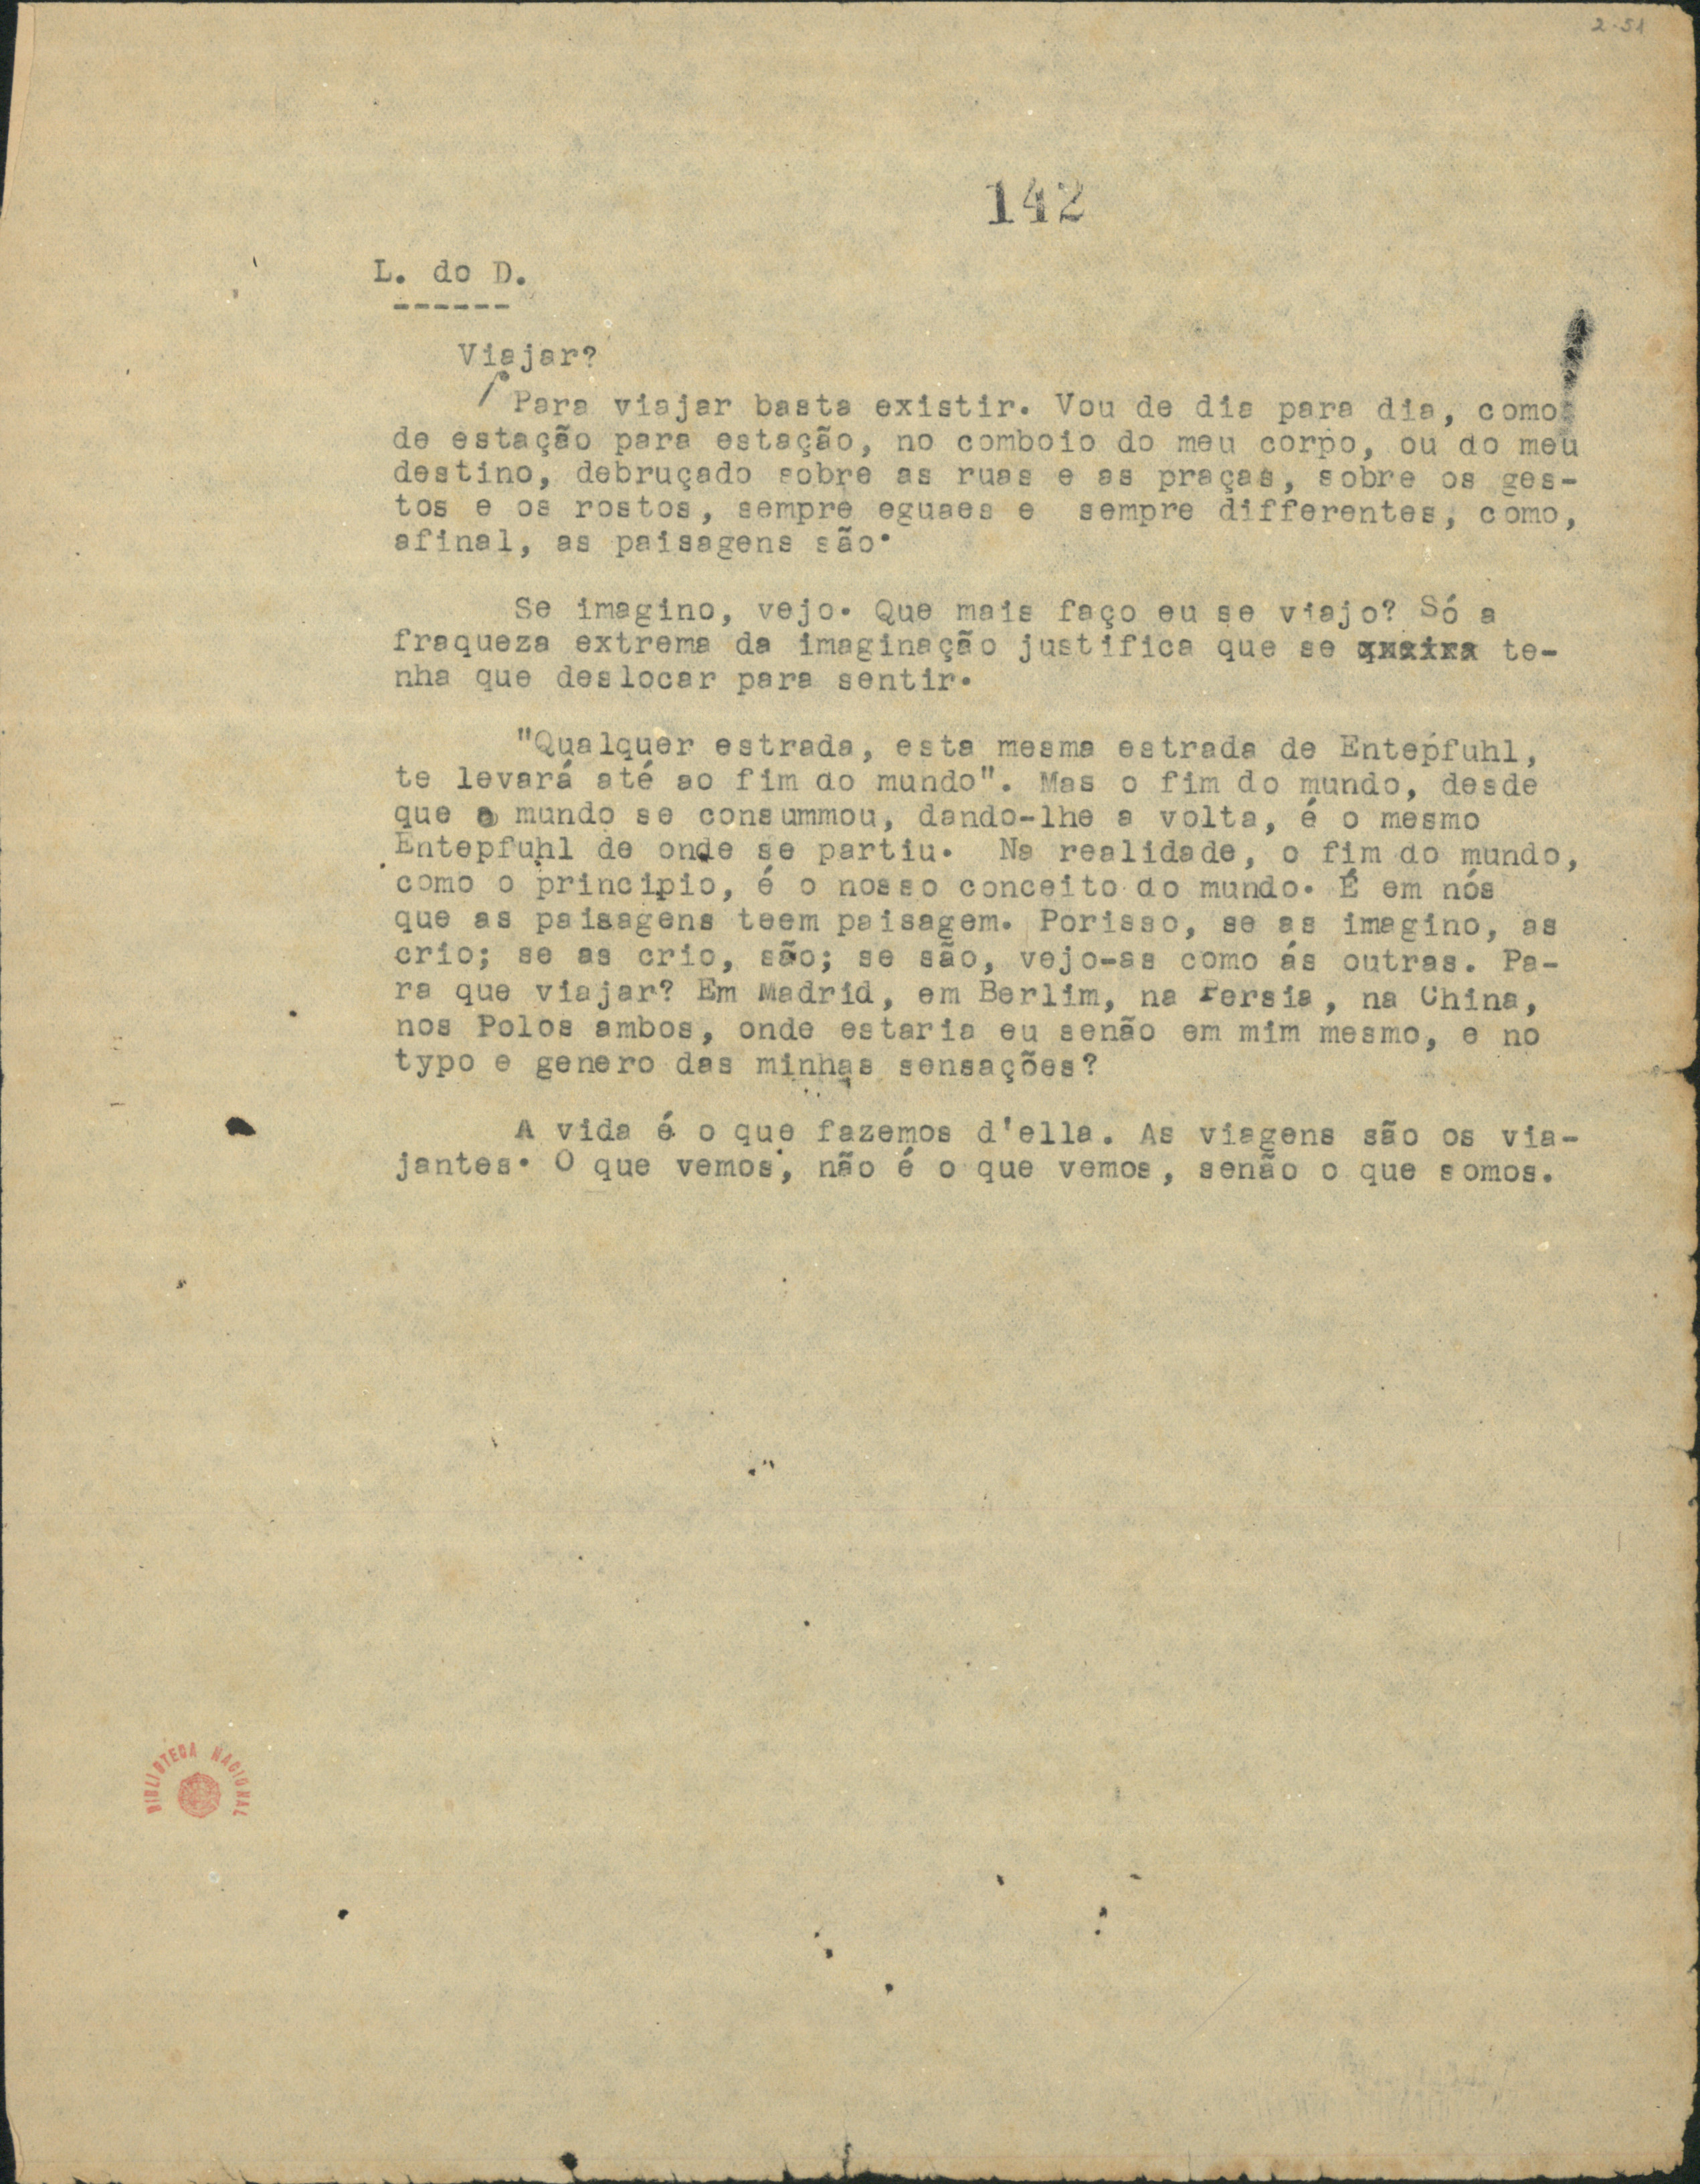 2-51
142
L. do D.
------
Viajar?
Para viajar basta existir. Vou de dia para dia, como
de estação para estação, no comboio do meu corpo, ou do meu
destino, debruçado sobre as ruas e as praças, sobre os ges-
tos e os rostos, sempre eguaes e sempre differentes, como,
afinal, as paisagens são.
Se imagino, vejo. Que mais faço eu se viajo? Só a
fraqueza extrema da imaginação justifica que se te-
nha que deslocar para sentir.
"Qualquer estrada, esta mesma estrada de Entepfuhl,
te levará até ao fim do mundo". Mas o fim do mundo, desde
que o mundo se consummou, dando-lhe a volta, é o mesmo
Entepfuhl de onde se partiu. Na realidade, o fim do mundo,
como o principio, é o nosso conceito do mundo. É em nós
que as paisagens teem paisagem. Porisso, se as imagino, as
crio; se as crio, são; se são, vejo-as como ás outras. Pa-
ra que viajar? Em Madrid, em Berlim, na Persia, na China,
nos Polos ambos, onde estaria eu senão em mim mesmo, e no
typo e genero das minhas sensações?
A vida é o que fazemos d'ella. As viagens são os via-
jantes. O que vemos, não é o que vemos, senão o que somos.
BIBLIOTECA NACIONAL